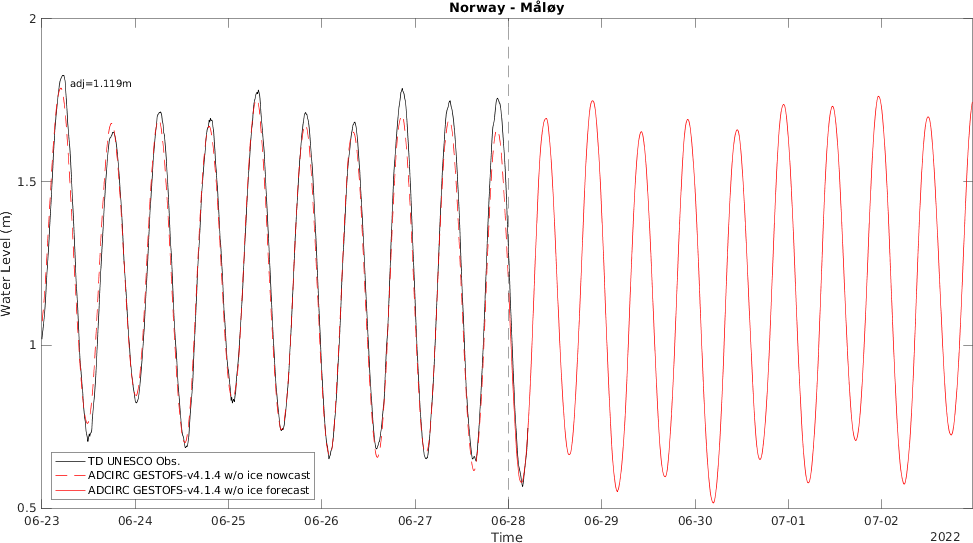 Norway - Måløy
2
adj=1.119m
1.5
Water Level (m)
1
TD UNESCO Obs.
ADCIRC GESTOFS-v4.1.4 w/o ice nowcast
ADCIRC GESTOFS-v4.1.4 w/o ice forecast
0.5
06-23 06-24 06-25 06-26 06-27 06-28 06-29 06-30 07-01 07-02
Time
2022